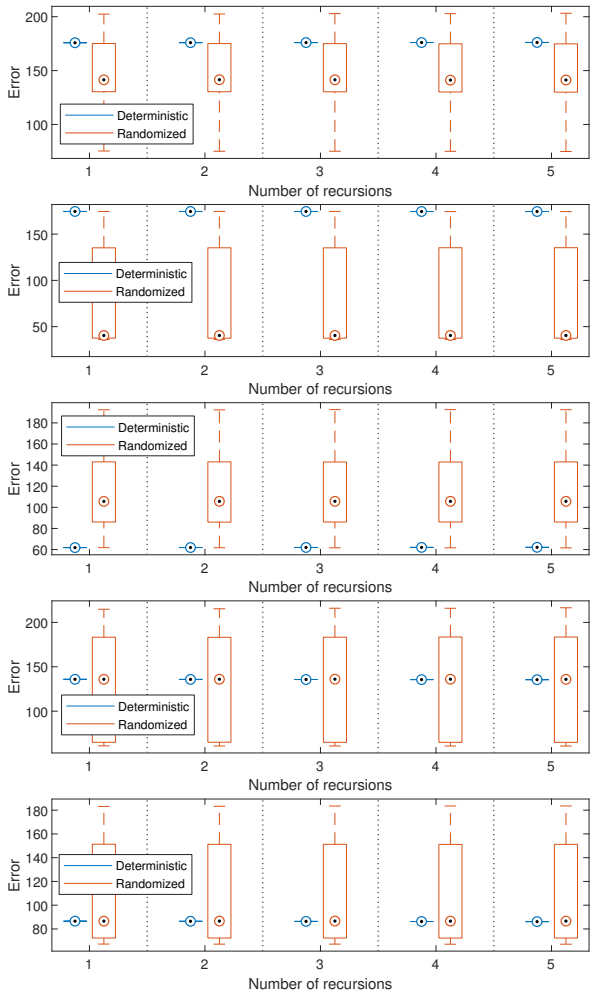 200
150
100
Error
Deterministic
Randomized
1 2 3 4 5
Number of recursions
150
100
50
Error
Deterministic
Randomized
1 2 3 4 5
Number of recursions
180
160
140
120
100
80
60
Error
Deterministic
Randomized
1 2 3 4 5
Number of recursions
200
150
100
Error
Deterministic
Randomized
1 2 3 4 5
Number of recursions
180
160
140
120
100
80
Error
Deterministic
Randomized
1 2 3 4 5
Number of recursions